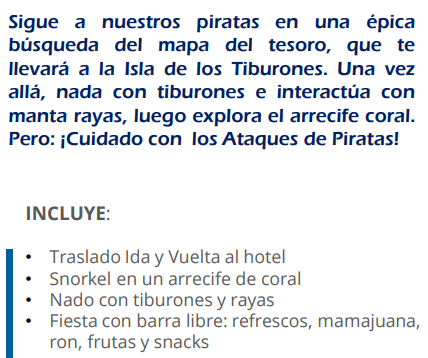 Sigue a nuestros piratas en una épica
búsqueda del mapa del tesoro, que te
llevará a la Isla de los Tiburones. Una vez
allá, nada con tiburones e interactúa con
manta rayas, luego explora el arrecife coral.
Pero: ¡Cuidado con los Ataques de Piratas!
INCLUYE:
• Traslado Ida y Vuelta al hotel
• Snorkel en un arrecife de coral
• Nado con tiburones y rayas
• Fiesta con barra libre: refrescos, mamajuana,
ron, frutas y snacks